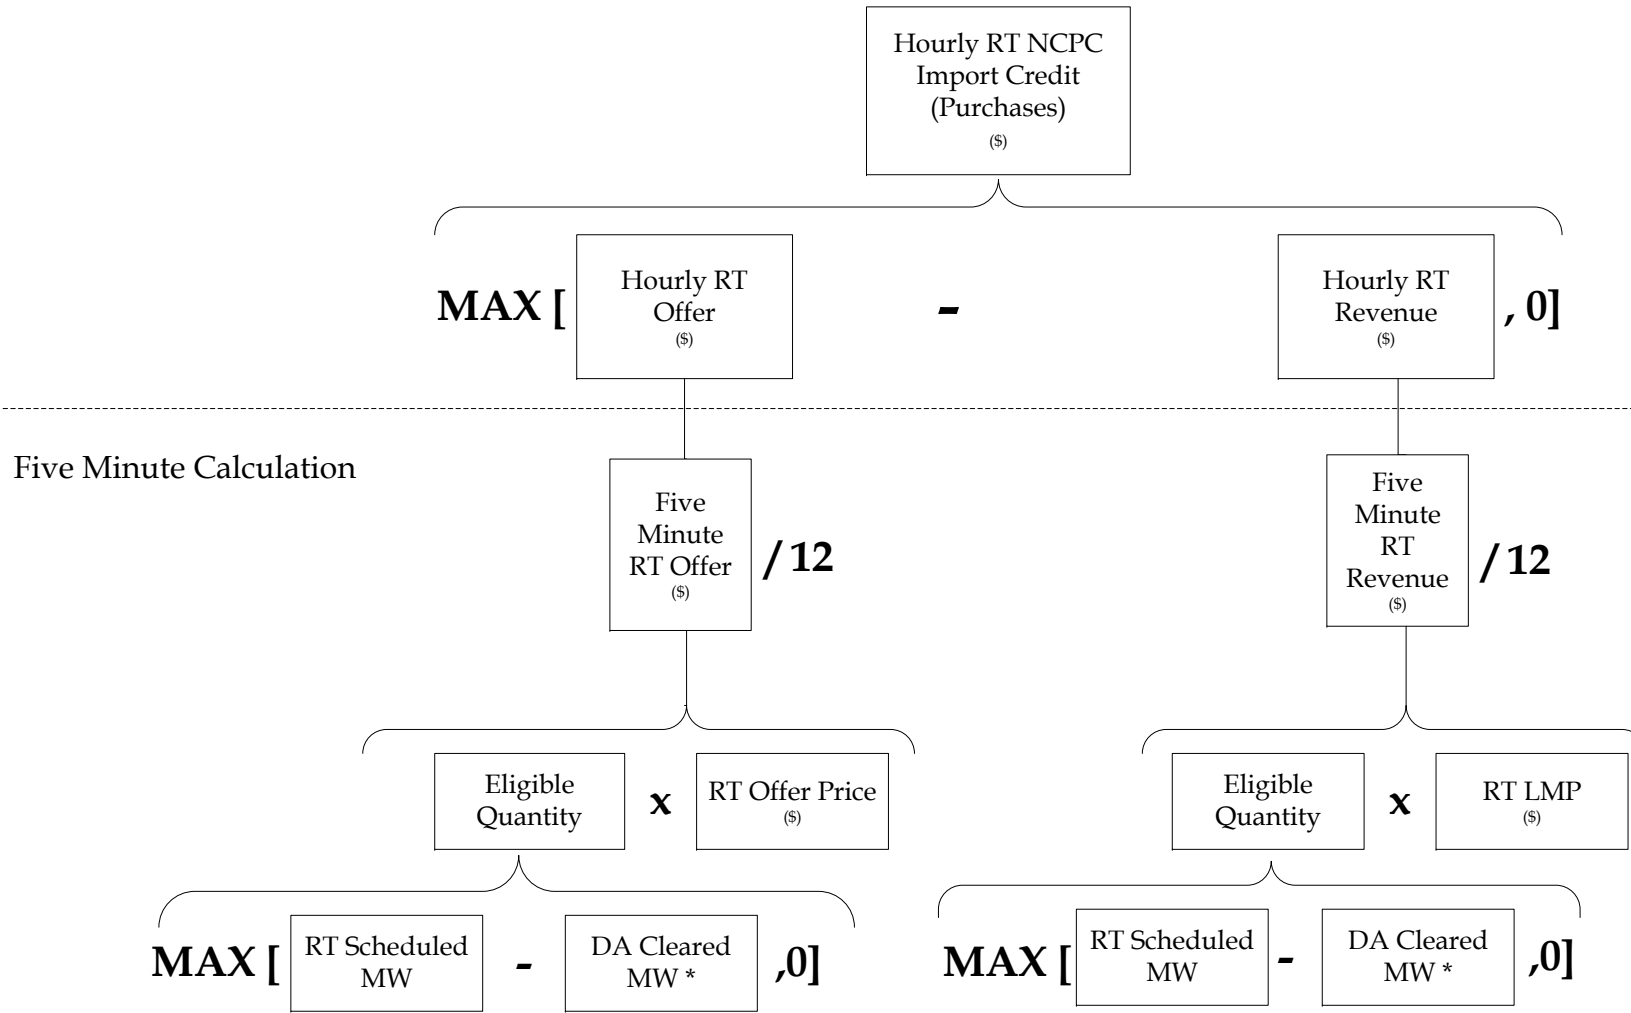 Hourly RT NCPC
Import Credit
(Purchases)
($)
MAX [
Hourly RT
Offer
($)
-
Hourly RT
Revenue
($)
, 0]
Five Minute Calculation
Five
Minute
RT Offer
($)
/ 12
Five
Minute
RT
Revenue
($)
/ 12
Eligible
Quantity
x
RT Offer Price
($)
Eligible
Quantity
x
RT LMP
($)
MAX [
RT Scheduled
MW
-
DA Cleared
MW *
,0]
MAX [
RT Scheduled
MW
-
DA Cleared
MW *
,0]